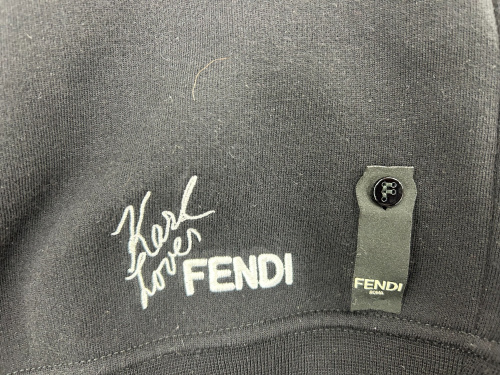 Karl
Loves
FENDI
FENDI
ROMA